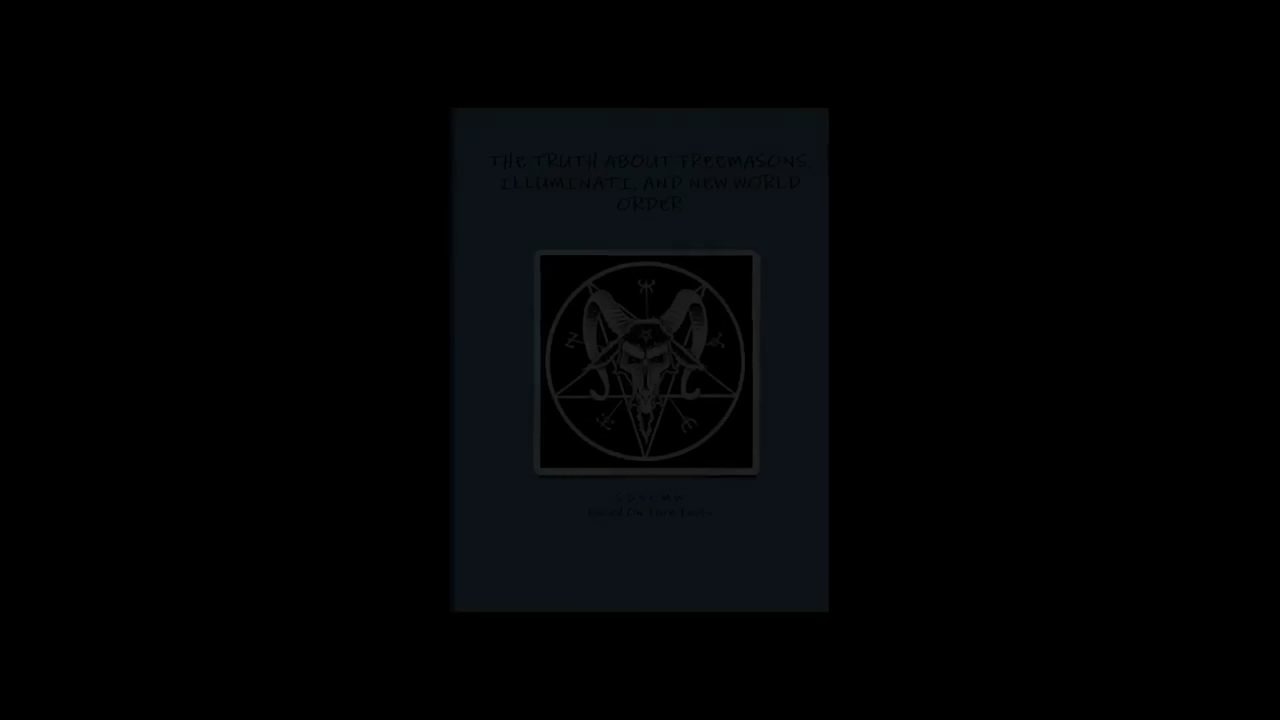 THE TRUTH ABOUT FREEMASONS
ILLUMINATI, AND NEW WORLD
ORDER